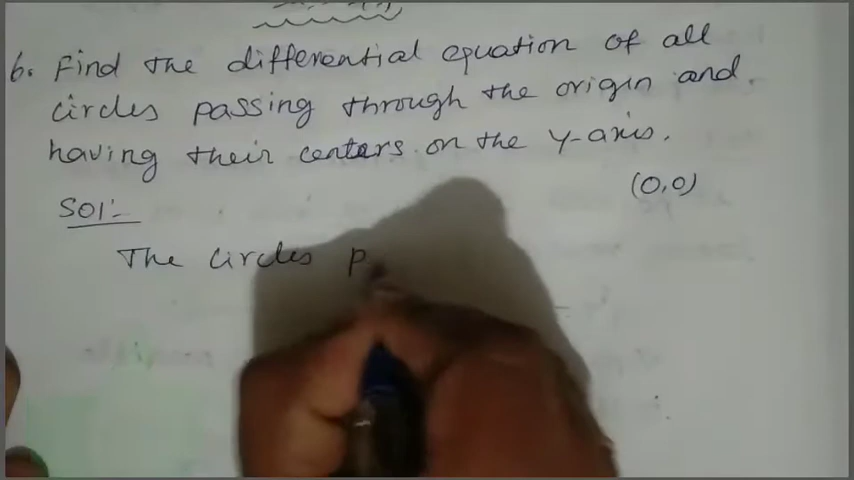 6. Find the differential equation of all
circles passing through the origin and
having their centers on the Y-axis.
(0,0)
Sol:-
The circles p